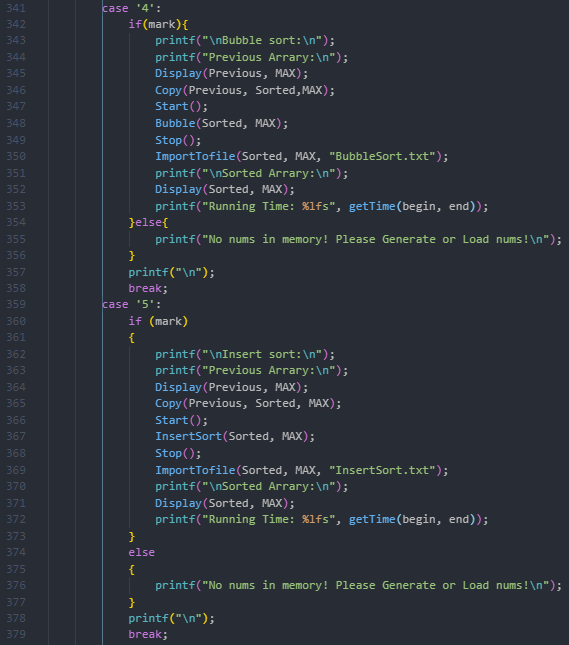 341 case '4':
342 if(mark){
343 printf("\nBubble sort:\n");
344 printf("Previous Arrary:\n");
345 Display(Previous, MAX);
346 Copy(Previous, Sorted,MAX);
347 Start();
348 Bubble(Sorted, MAX);
349 Stop();
350 ImportTofile(Sorted, MAX, "BubbleSort.txt");
351 printf("\nSorted Arrary:\n");
352 Display(Sorted, MAX);
353 printf("Running Time: %lfs", getTime(begin, end));
354 }else{
355 printf("No nums in memory! Please Generate or Load nums!\n");
356 }
357 printf("\n");
358 break;
359 case '5':
360 if (mark)
361 {
362 printf("\nInsert sort:\n");
363 printf("Previous Arrary:\n");
364 Display(Previous, MAX);
365 Copy(Previous, Sorted, MAX);
366 Start();
367 InsertSort(Sorted, MAX);
368 Stop();
369 ImportTofile(Sorted, MAX, "InsertSort.txt");
370 printf("\nSorted Arrary:\n");
371 Display(Sorted, MAX);
372 printf("Running Time: %lfs", getTime(begin, end));
373 }
374 else
375 {
376 printf("No nums in memory! Please Generate or Load nums!\n");
377 }
378 printf("\n");
379 break;